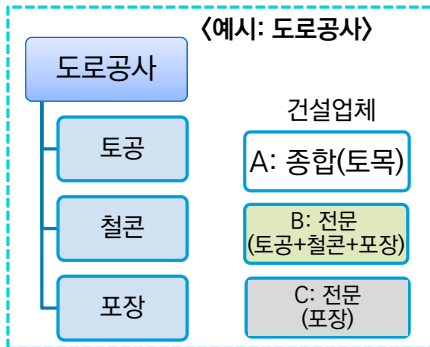 〈예시: 도로공사〉
도로공사
토공
철콘
포장
건설업체
A: 종합(토목)
B: 전문
(토공+철콘+포장)
C: 전문
(포장)